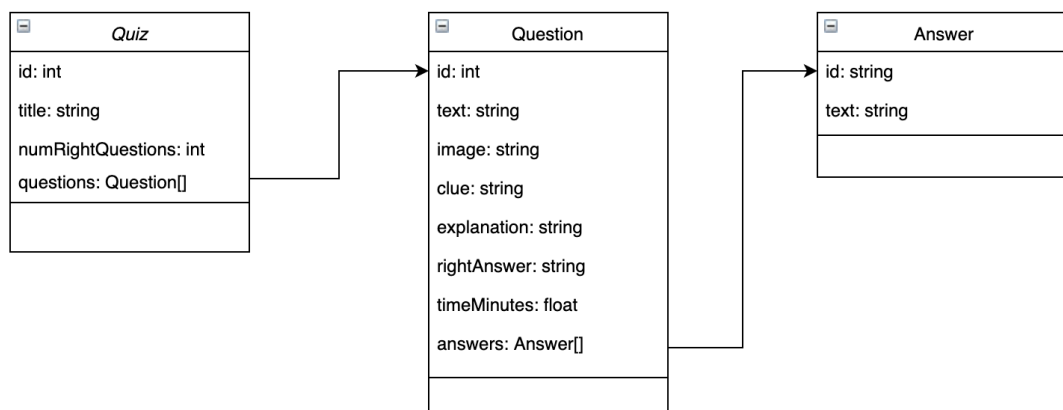 Quiz
id: int
title: string
numRightQuestions: int
questions: Question[]
Question
id: int
text: string
image: string
clue: string
explanation: string
rightAnswer: string
timeMinutes: float
answers: Answer[]
Answer
id: string
text: string